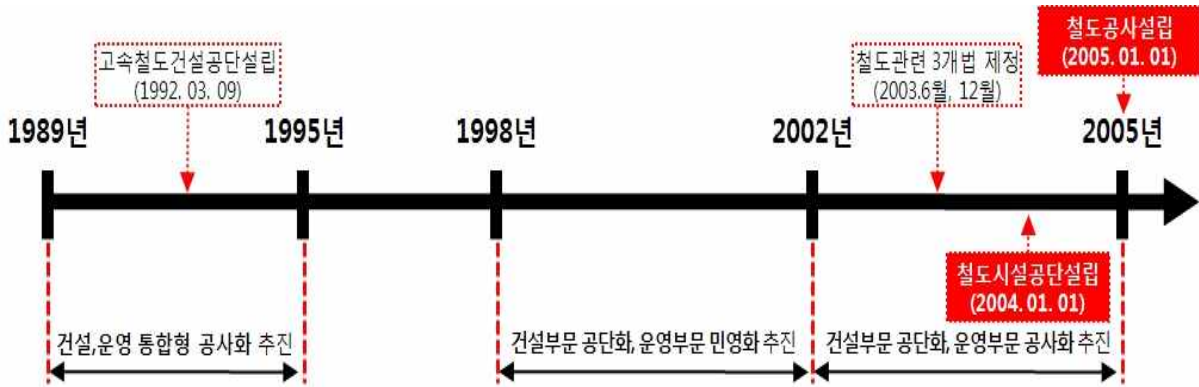 철도공사설립
(2005. 01. 01)
고속철도건설공단설립
(1992. 03. 09)
철도관련 3개법 제정
(2003.6월, 12월)
1989년
1995년
1998년
2002년
2005년
철도시설공단설립
(2004. 01. 01)
건설,운영 통합형 공사화 추진
건설부문 공단화, 운영부문 민영화 추진
건설부문 공단화, 운영부문 공사화 추진